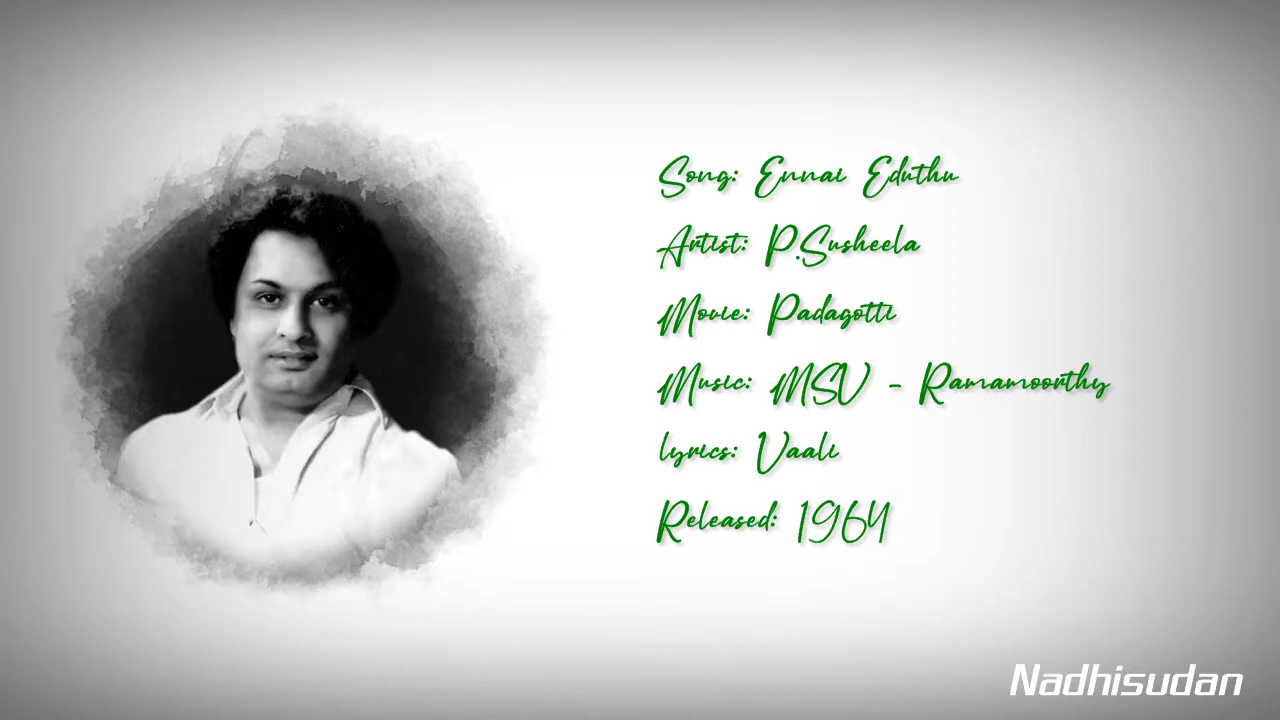 Song: Ennai Eduthu
Artist: P.Susheela
Movie: Padagotti
Music: MSV - Ramamoorthy
lyrics: Vaali
Released: 1964
Nadhisudan